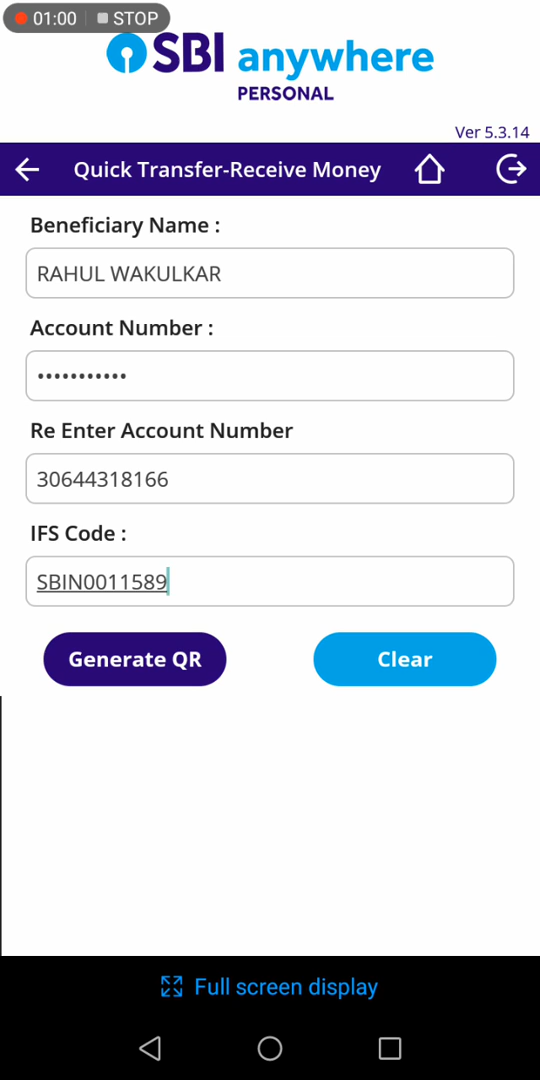 01:00 STOP
SBI anywhere
PERSONAL
Ver 5.3.14
Quick Transfer-Receive Money
Beneficiary Name :
RAHUL WAKULKAR
Account Number :
•••••••••••
Re Enter Account Number
30644318166
IFS Code :
SBIN0011589
Generate QR Clear
Full screen display